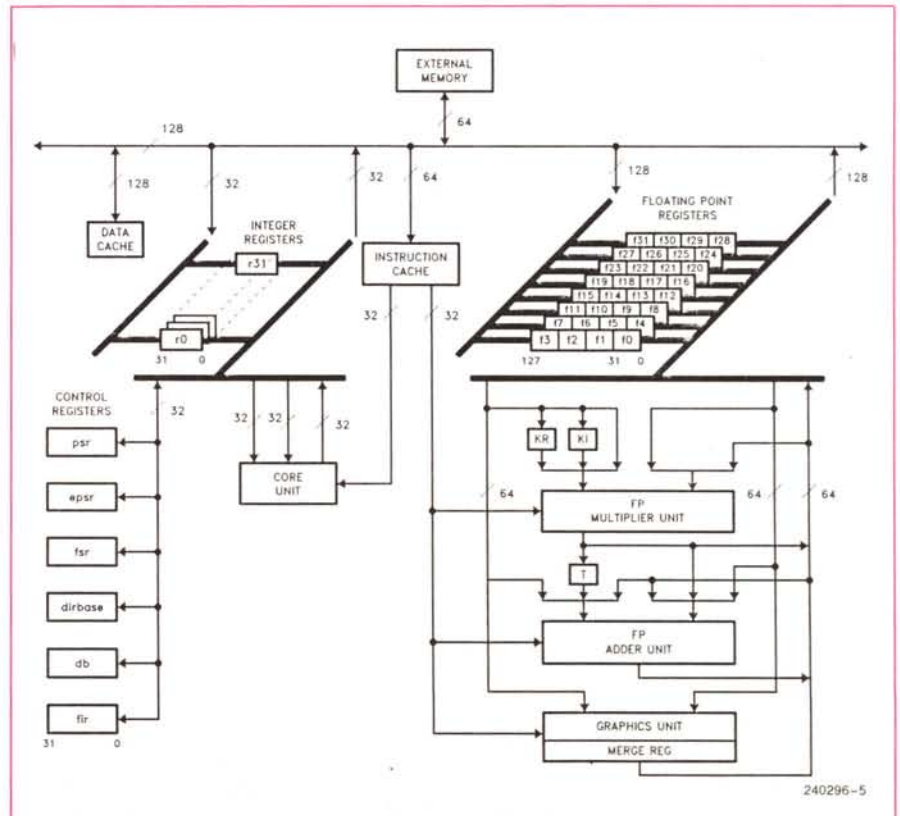 EXTERNAL
MEMORY
64
128
128
32
32
64
128
128
DATA
CACHE
INTEGER
REGISTERS
r31
r0
31 0
INSTRUCTION
CACHE
32
32
FLOATING POINT
REGISTERS
f31 f30 f29 f28
f27 f26 f25 f24
f23 f22 f21 f20
f19 f18 f17 f16
f15 f14 f13 f12
f11 f10 f9 f8
f7 f6 f5 f4
f3 f2 f1 f0
127 31 0
CONTROL
REGISTERS
32
psr
epsr
fsr
dirbase
db
fir
31 0
32
32
32
CORE
UNIT
KR
KI
64
64
64
FP
MULTIPLIER UNIT
T
FP
ADDER UNIT
GRAPHICS UNIT
MERGE REG
240296-5